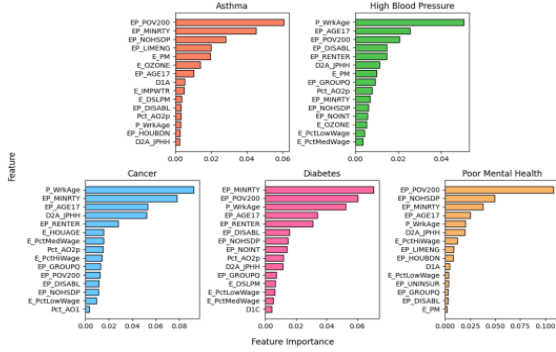 Asthma
EP_POV200
EP_MINRTY
EP_NOHSDP
EP_LIMENG
E_PM
E_OZONE
EP_AGE17
D1A
E_IMPWTR
E_DSLPM
EP_DISABL
Pct_AO2p
P_WrkAge
EP_HOUBDN
D2A_JPHH
0.00 0.02 0.04 0.06
High Blood Pressure
P_WrkAge
EP_AGE17
EP_POV200
EP_DISABL
EP_RENTER
D2A_JPHH
E_PM
EP_GROUPQ
Pct_AO2p
EP_MINRTY
EP_NOHSDP
EP_NOINT
E_OZONE
E_PctLowWage
E_PctMedWage
0.00 0.02 0.04
Feature
Cancer
P_WrkAge
EP_MINRTY
EP_AGE17
D2A_JPHH
EP_RENTER
E_HOUAGE
E_PctMedWage
Pct_AO2p
E_PctHiWage
EP_GROUPQ
EP_POV200
EP_DISABL
EP_NOHSDP
E_PctLowWage
Pct_AO1
0.00 0.02 0.04 0.06 0.08
Diabetes
EP_MINRTY
EP_POV200
P_WrkAge
EP_AGE17
EP_RENTER
EP_DISABL
EP_NOHSDP
EP_NOINT
Pct_AO2p
D2A_JPHH
EP_GROUPQ
E_DSLPM
E_PctLowWage
E_PctMedWage
D1C
0.00 0.02 0.04 0.06
Poor Mental Health
EP_POV200
EP_NOHSDP
EP_MINRTY
EP_AGE17
P_WrkAge
D2A_JPHH
E_PctHiWage
EP_LIMENG
EP_HOUBDN
D1A
E_PctLowWage
EP_UNINSUR
EP_GROUPQ
EP_DISABL
E_PM
0.000 0.025 0.050 0.075 0.100
Feature Importance